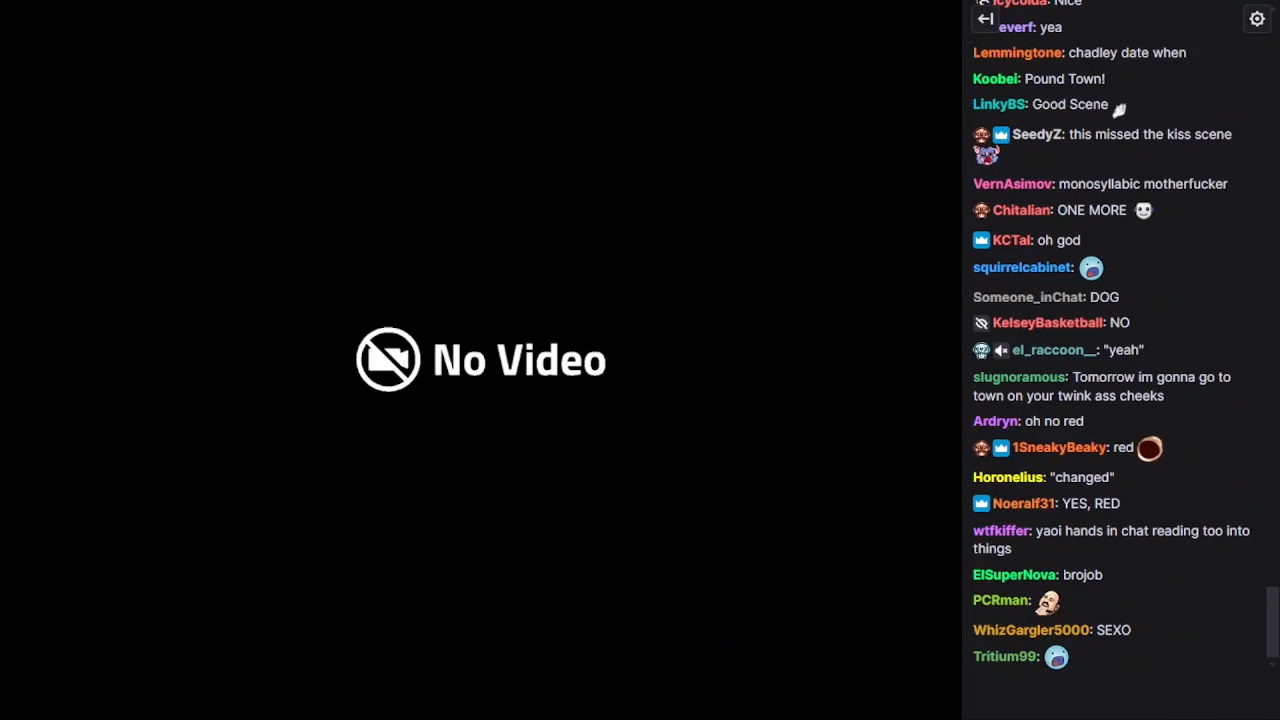 Nice
everf: yea
Lemmingtone: chadley date when
Koobei: Pound Town!
LinkyBS: Good Scene
SeedyZ: this missed the kiss scene
VernAsimov: monosyllabic motherfucker
Chitalian: ONE MORE
KCTal: oh god
squirrelcabinet:
Someone_inChat: DOG
KelseyBasketball: NO
el_raccoon__: "yeah"
slugnoramous: Tomorrow im gonna go to
town on your twink ass cheeks
Ardryn: oh no red
1SneakyBeaky: red
Horonelius: "changed"
Noeralf31: YES, RED
wtfkiffer: yaoi hands in chat reading too into
things
ElSuperNova: brojob
PCRman:
WhizGargler5000: SEXO
Tritium99:
No Video